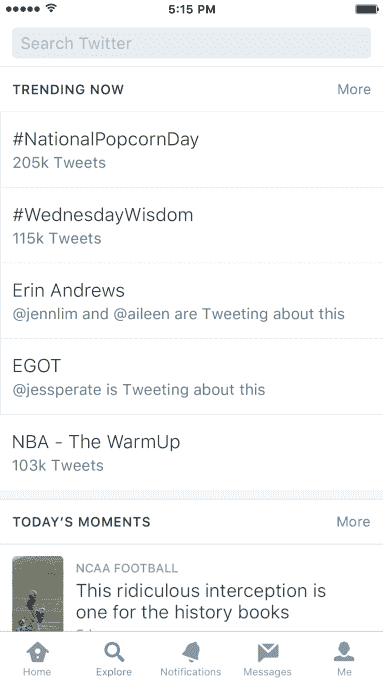 5:15 PM
Search Twitter
TRENDING NOW More
#NationalPopcornDay
205k Tweets
#WednesdayWisdom
115k Tweets
Erin Andrews
@jennlim and @aileen are Tweeting about this
EGOT
@jessperate is Tweeting about this
NBA - The WarmUp
103k Tweets
TODAY'S MOMENTS More
NCAA FOOTBALL
This ridiculous interception is
one for the history books
Home Explore Notifications Messages Me